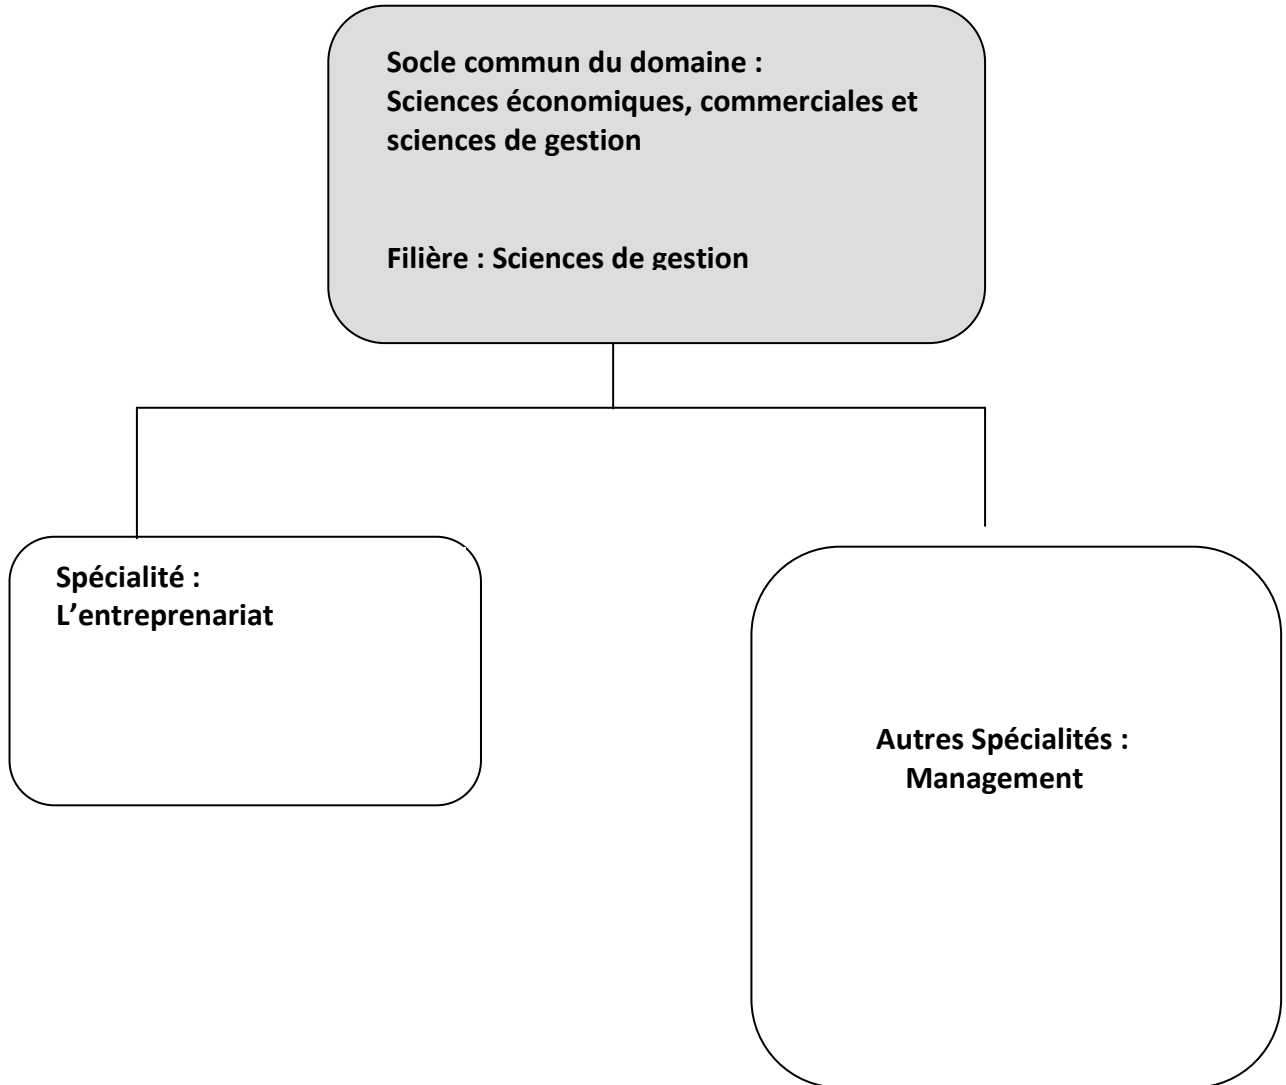 Socle commun du domaine :
Sciences économiques, commerciales et
sciences de gestion
Filière : Sciences de gestion
Spécialité :
L’entreprenariat
Autres Spécialités :
Management